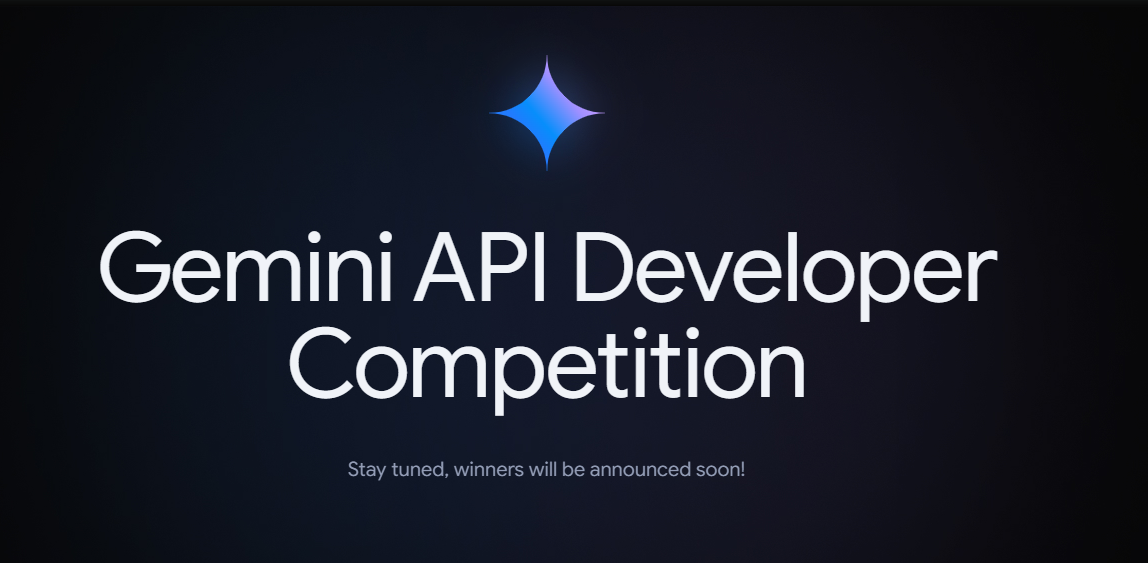 Gemini API Developer
Competition
Stay tuned, winners will be announced soon!